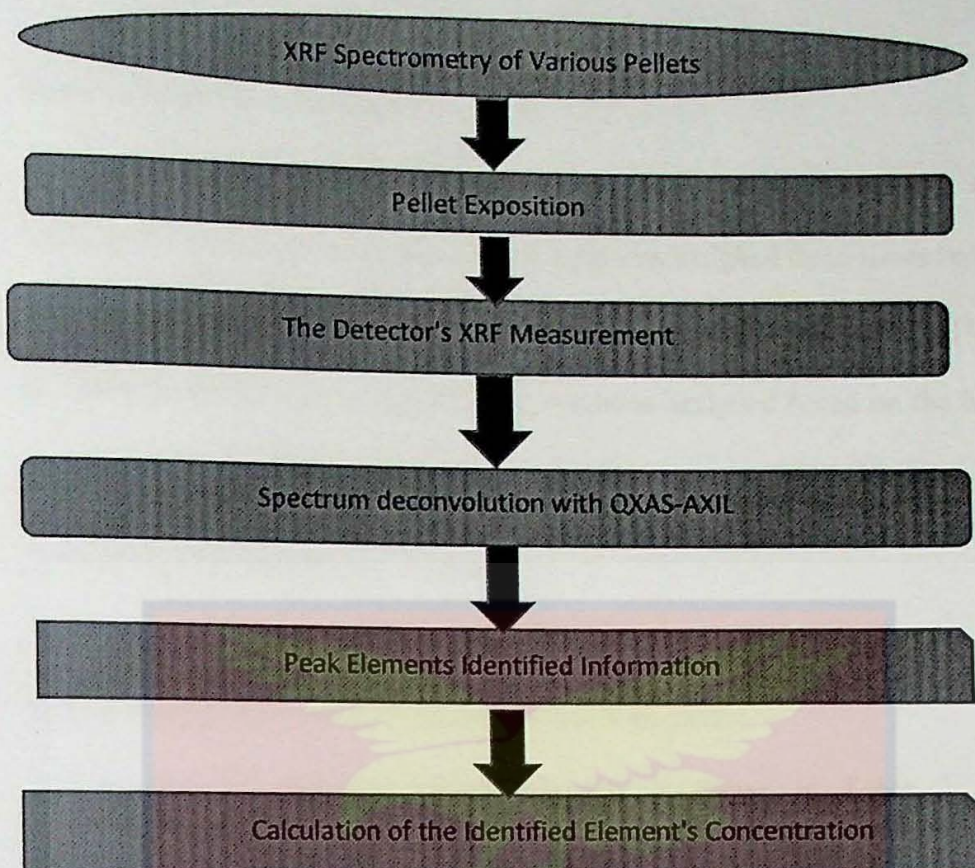 XRF Spectrometry of Various Pellets
Pellet Exposition
The Detector's XRF Measurement
Spectrum deconvolution with QXAS-AXIL
Peak Elements Identified Information
Calculation of the Identified Element's Concentration